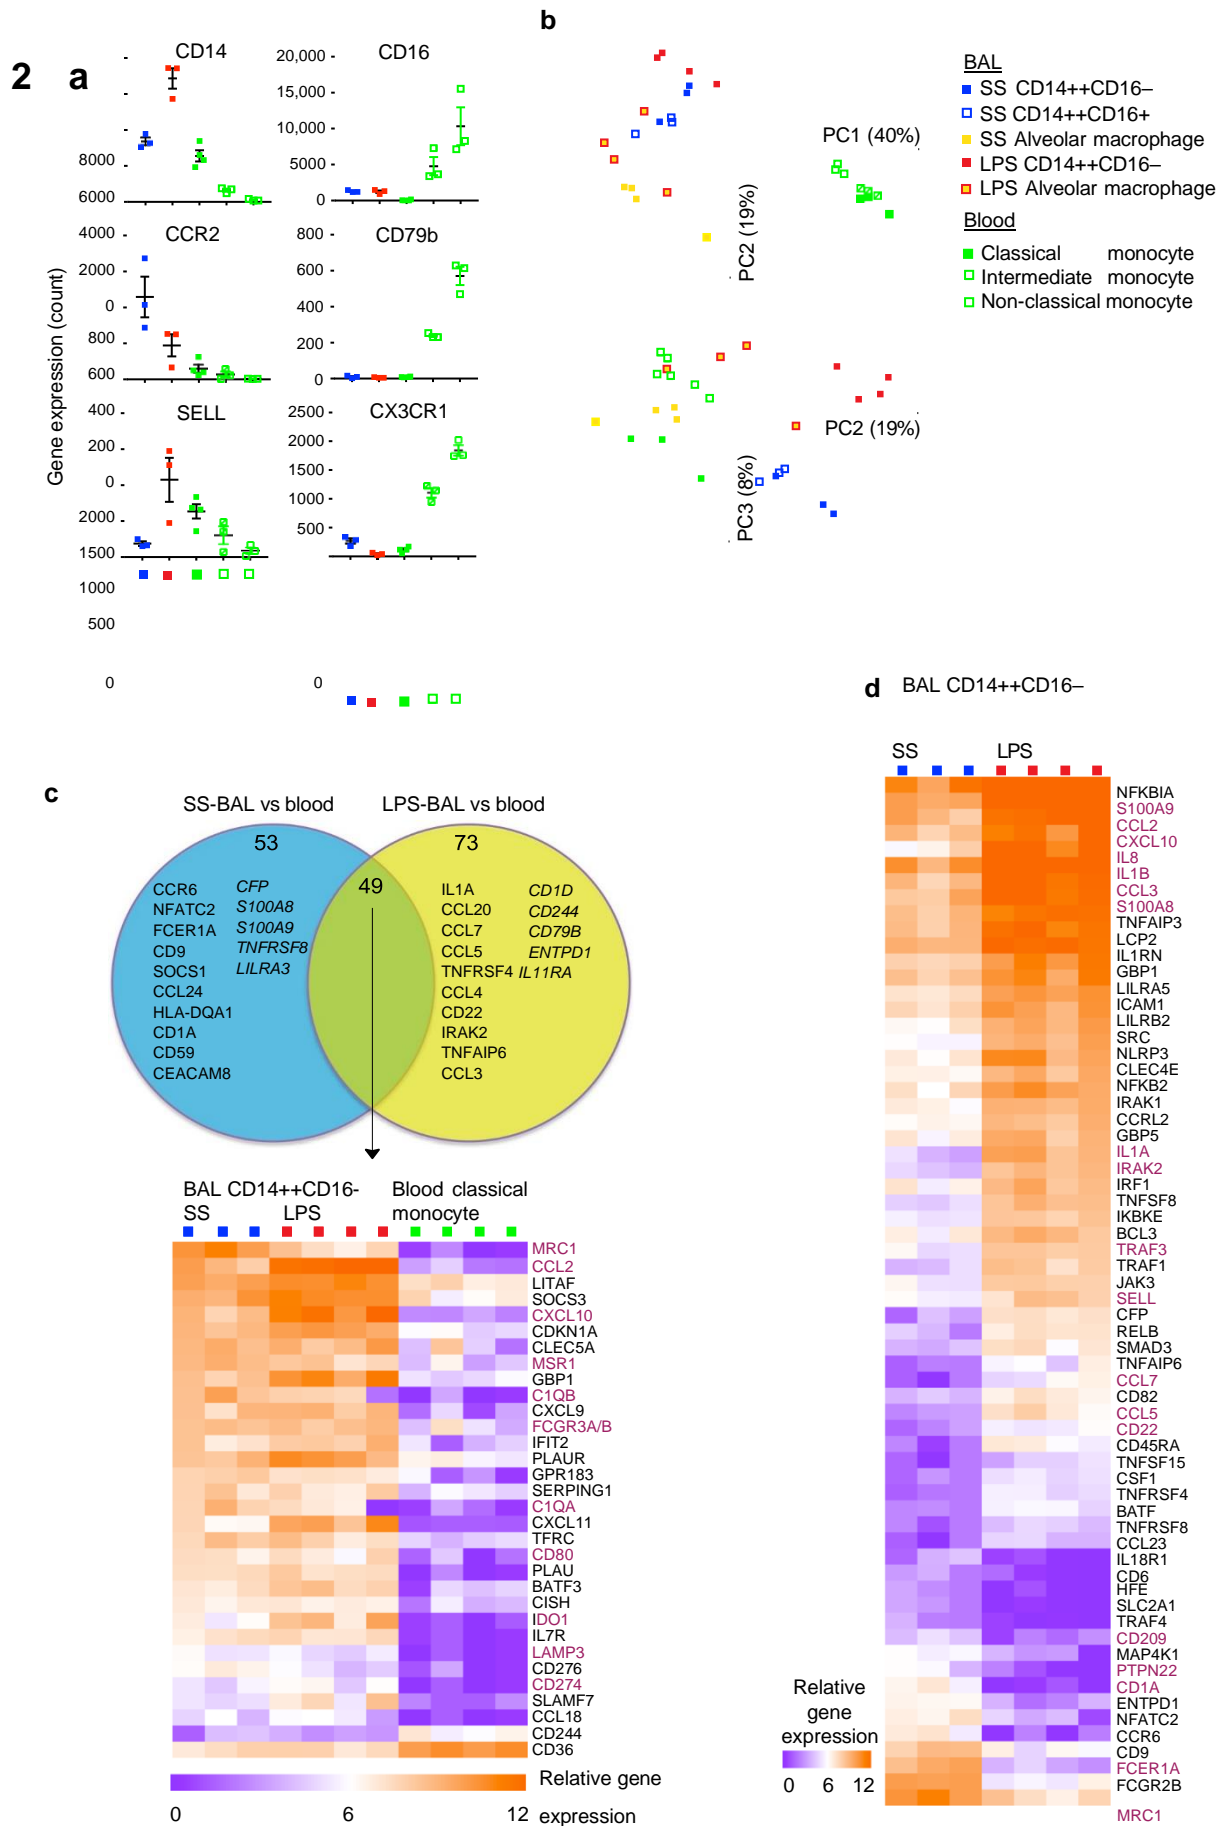 2
a
CD14
8000
6000
4000
2000
0
CD16
20,000
15,000
10,000
5000
0
CCR2
800
600
400
200
0
CD79b
800
600
400
200
0
SELL
2000
1500
1000
500
0
CX3CR1
2500
2000
1500
1000
500
0
Gene expression (count)
b
PC1 (40%)
PC2 (19%)
PC2 (19%)
PC3 (8%)
BAL
SS CD14++CD16–
SS CD14++CD16+
SS Alveolar macrophage
LPS CD14++CD16–
LPS Alveolar macrophage
Blood
Classical monocyte
Intermediate monocyte
Non-classical monocyte
c
SS-BAL vs blood
LPS-BAL vs blood
53
73
49
CCR6
NFATC2
FCER1A
CD9
SOCS1
CCL24
HLA-DQA1
CD1A
CD59
CEACAM8
CFP
S100A8
S100A9
TNFRSF8
LILRA3
IL1A
CCL20
CCL7
CCL5
TNFRSF4
CCL4
CD22
IRAK2
TNFAIP6
CCL3
CD1D
CD244
CD79B
ENTPD1
IL11RA
BAL CD14++CD16-
SS LPS
Blood classical
monocyte
MRC1
CCL2
LITAF
SOCS3
CXCL10
CDKN1A
CLEC5A
MSR1
GBP1
C1QB
CXCL9
FCGR3A/B
IFIT2
PLAUR
GPR183
SERPING1
C1QA
CXCL11
TFRC
CD80
PLAU
BATF3
CISH
IDO1
IL7R
LAMP3
CD276
CD274
SLAMF7
CCL18
CD244
CD36
0 6 12
Relative gene
expression
d
BAL CD14++CD16–
SS LPS
NFKBIA
S100A9
CCL2
CXCL10
IL8
IL1B
CCL3
S100A8
TNFAIP3
LCP2
IL1RN
GBP1
LILRA5
ICAM1
LILRB2
SRC
NLRP3
CLEC4E
NFKB2
IRAK1
CCRL2
GBP5
IL1A
IRAK2
IRF1
TNFSF8
IKBKE
BCL3
TRAF3
TRAF1
JAK3
SELL
CFP
RELB
SMAD3
TNFAIP6
CCL7
CD82
CCL5
CD22
CD45RA
TNFSF15
CSF1
TNFRSF4
BATF
TNFRSF8
CCL23
IL18R1
CD6
HFE
SLC2A1
TRAF4
CD209
MAP4K1
PTPN22
CD1A
ENTPD1
NFATC2
CCR6
CD9
FCER1A
FCGR2B
MRC1
Relative
gene
expression
0 6 12